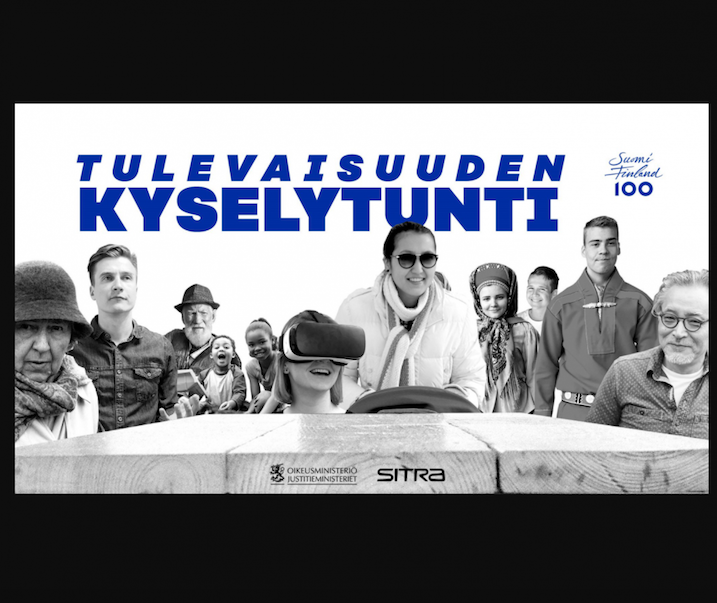 TULEVAISUUDEN
KYSELYTUNTI
Suomi
Finland
100
OIKEUSMINISTERIÖ
JUSTITIEMINISTERIET
SITRA